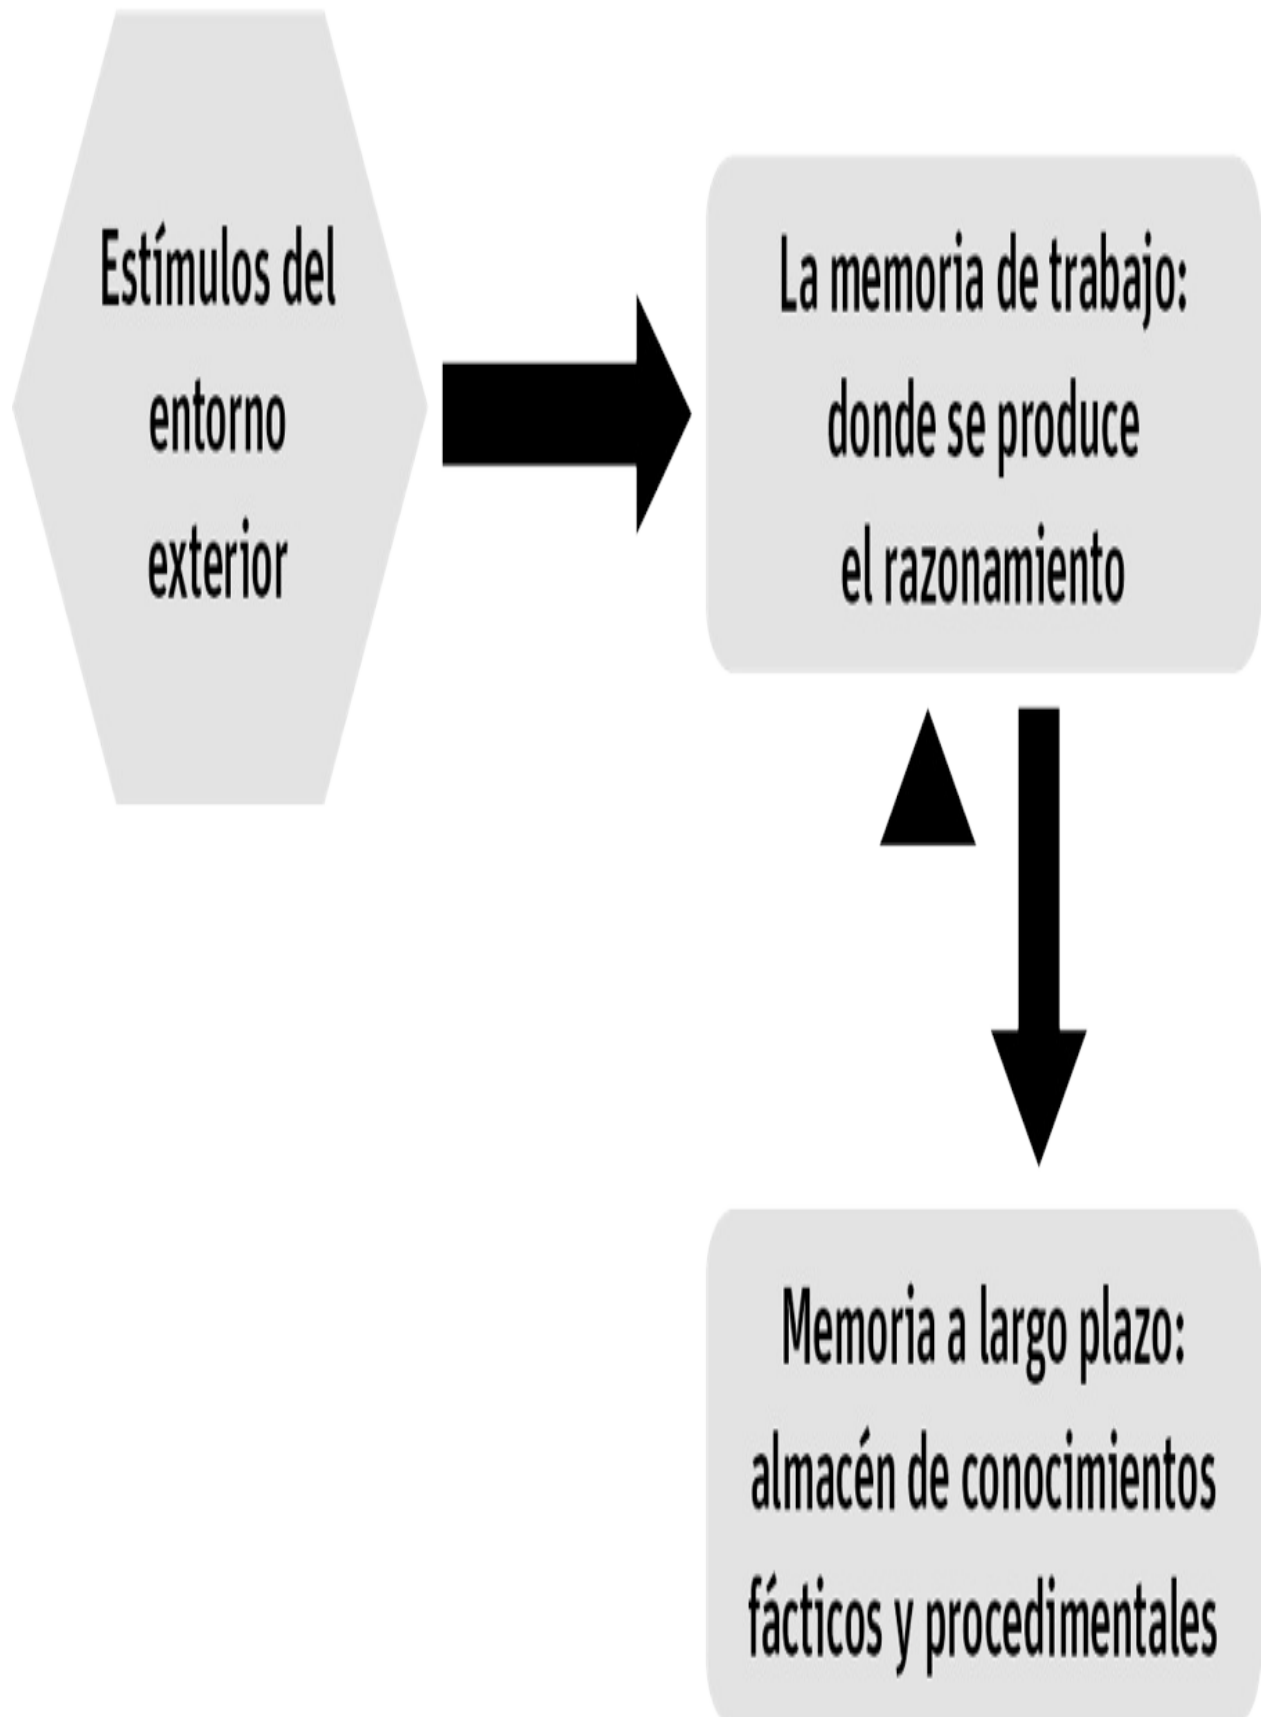 Estímulos del
entorno
exterior
La memoria de trabajo:
donde se produce
el razonamiento
Memoria a largo plazo:
almacén de conocimientos
fácticos y procedimentales